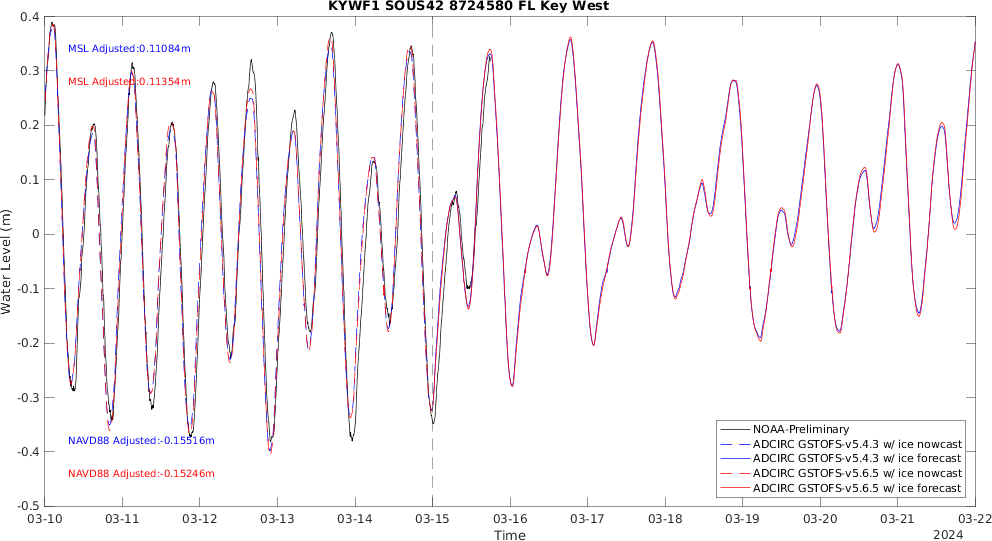 KYWF1 SOUS42 8724580 FL Key West
MSL Adjusted:0.11084m
MSL Adjusted:0.11354m
NAVD88 Adjusted:-0.15516m
NAVD88 Adjusted:-0.15246m
Water Level (m)
0.4
0.3
0.2
0.1
0
-0.1
-0.2
-0.3
-0.4
-0.5
NOAA-Preliminary
ADCIRC GSTOFS-v5.4.3 w/ ice nowcast
ADCIRC GSTOFS-v5.4.3 w/ ice forecast
ADCIRC GSTOFS-v5.6.5 w/ ice nowcast
ADCIRC GSTOFS-v5.6.5 w/ ice forecast
03-10 03-11 03-12 03-13 03-14 03-15 03-16 03-17 03-18 03-19 03-20 03-21 03-22
Time
2024